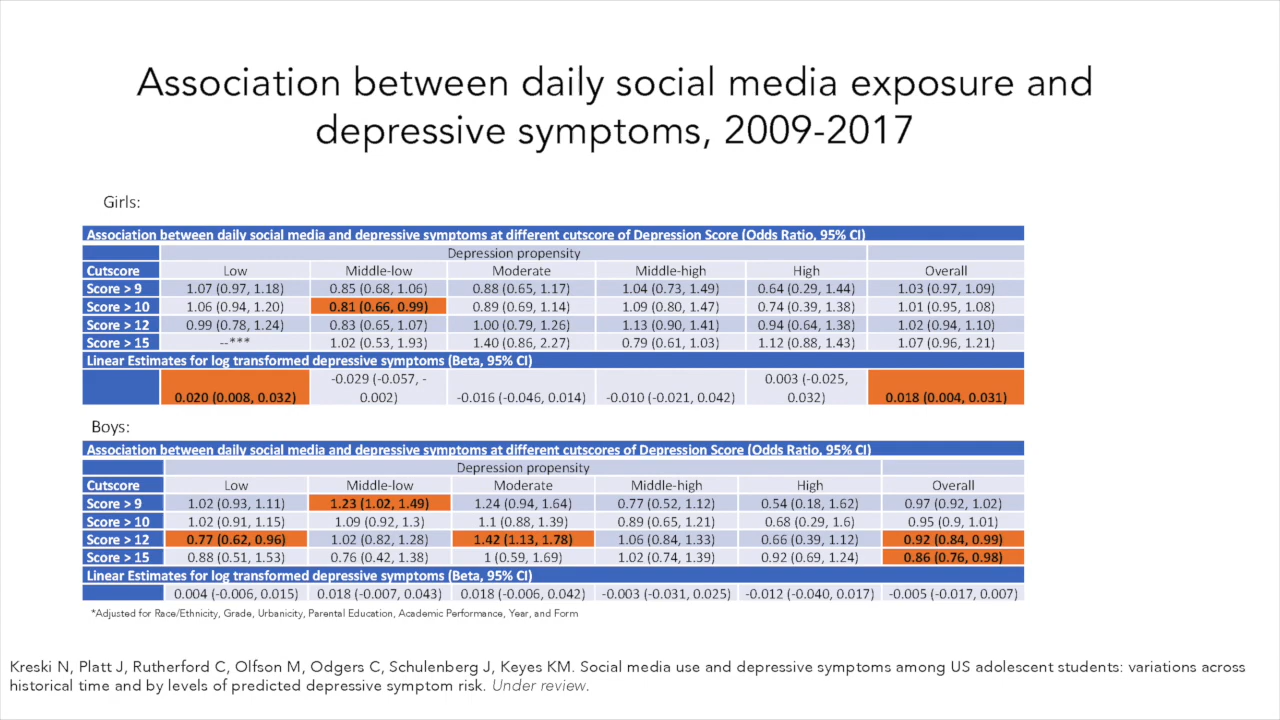 Association between daily social media exposure and
depressive symptoms, 2009-2017
Girls:
Association between daily social media and depressive symptoms at different cutscore of Depression Score (Odds Ratio, 95% CI)
Depression propensity
Cutscore Low Middle-low Moderate Middle-high High Overall
Score > 9 1.07 (0.97, 1.18) 0.85 (0.68, 1.06) 0.88 (0.65, 1.17) 1.04 (0.73, 1.49) 0.64 (0.29, 1.44) 1.03 (0.97, 1.09)
Score > 10 1.06 (0.94, 1.20) 0.81 (0.66, 0.99) 0.89 (0.69, 1.14) 1.09 (0.80, 1.47) 0.74 (0.39, 1.38) 1.01 (0.95, 1.08)
Score > 12 0.99 (0.78, 1.24) 0.83 (0.65, 1.07) 1.00 (0.79, 1.26) 1.13 (0.90, 1.41) 0.94 (0.64, 1.38) 1.02 (0.94, 1.10)
Score > 15 --*** 1.02 (0.53, 1.93) 1.40 (0.86, 2.27) 0.79 (0.61, 1.03) 1.12 (0.88, 1.43) 1.07 (0.96, 1.21)
Linear Estimates for log transformed depressive symptoms (Beta, 95% CI)
-0.029 (-0.057, - 0.003 (-0.025,
0.020 (0.008, 0.032) 0.002) -0.016 (-0.046, 0.014) -0.010 (-0.021, 0.042) 0.032) 0.018 (0.004, 0.031)
Boys:
Association between daily social media and depressive symptoms at different cutscores of Depression Score (Odds Ratio, 95% CI)
Depression propensity
Cutscore Low Middle-low Moderate Middle-high High Overall
Score > 9 1.02 (0.93, 1.11) 1.23 (1.02, 1.49) 1.24 (0.94, 1.64) 0.77 (0.52, 1.12) 0.54 (0.18, 1.62) 0.97 (0.92, 1.02)
Score > 10 1.02 (0.91, 1.15) 1.09 (0.92, 1.3) 1.1 (0.88, 1.39) 0.89 (0.65, 1.21) 0.68 (0.29, 1.6) 0.95 (0.9, 1.01)
Score > 12 0.77 (0.62, 0.96) 1.02 (0.82, 1.28) 1.42 (1.13, 1.78) 1.06 (0.84, 1.33) 0.66 (0.39, 1.12) 0.92 (0.84, 0.99)
Score > 15 0.88 (0.51, 1.53) 0.76 (0.42, 1.38) 1 (0.59, 1.69) 1.02 (0.74, 1.39) 0.92 (0.69, 1.24) 0.86 (0.76, 0.98)
Linear Estimates for log transformed depressive symptoms (Beta, 95% CI)
0.004 (-0.006, 0.015) 0.018 (-0.007, 0.043) 0.018 (-0.006, 0.042) -0.003 (-0.031, 0.025) -0.012 (-0.040, 0.017) -0.005 (-0.017, 0.007)
*Adjusted for Race/Ethnicity, Grade, Urbanicity, Parental Education, Academic Performance, Year, and Form
Kreski N, Platt J, Rutherford C, Olfson M, Odgers C, Schulenberg J, Keyes KM. Social media use and depressive symptoms among US adolescent students: variations across
historical time and by levels of predicted depressive symptom risk. Under review.